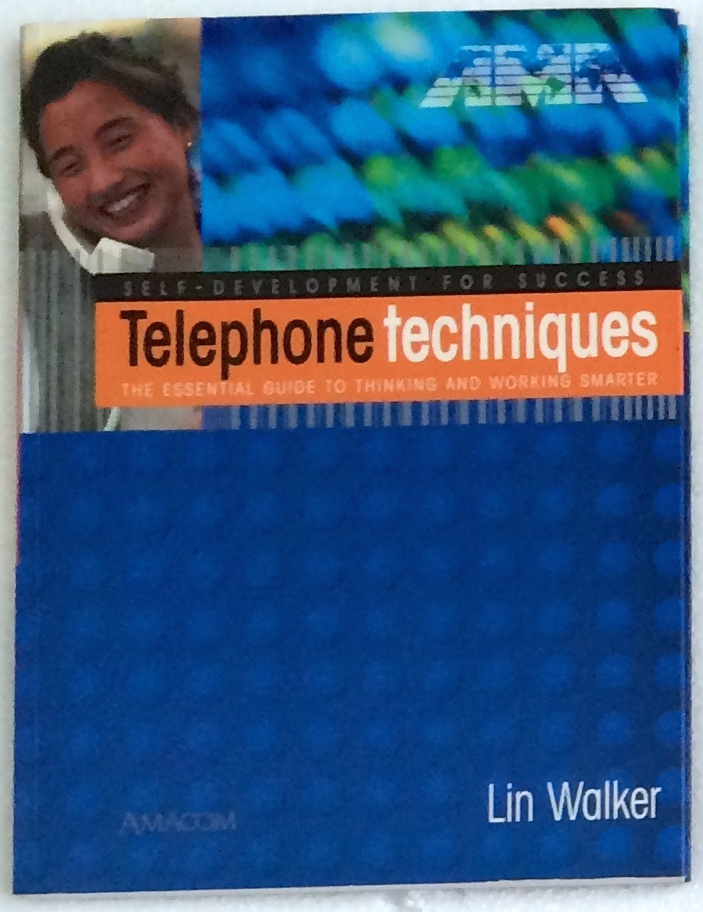 AMA
SELF-DEVELOPMENT FOR SUCCESS
Telephone techniques
THE ESSENTIAL GUIDE TO THINKING AND WORKING SMARTER
Lin Walker
AMACOM